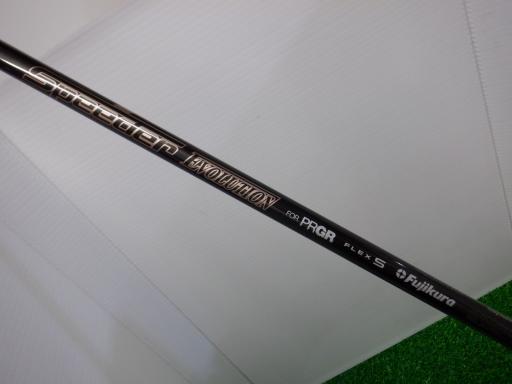 Speeder EVOLUTION FOR PRGR FLEX S Fujikura